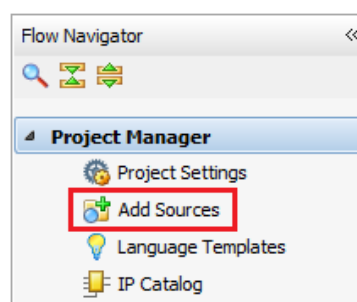 Flow Navigator
Project Manager
Project Settings
Add Sources
Language Templates
IP Catalog